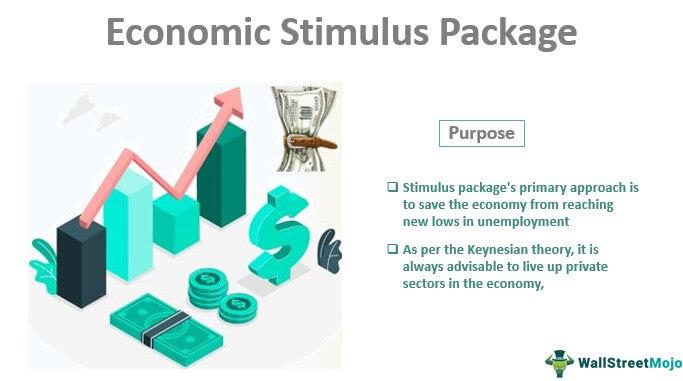 Economic Stimulus Package
Purpose
Stimulus package's primary approach is
to save the economy from reaching
new lows in unemployment
As per the Keynesian theory, it is
always advisable to live up private
sectors in the economy,
WallStreetMojo